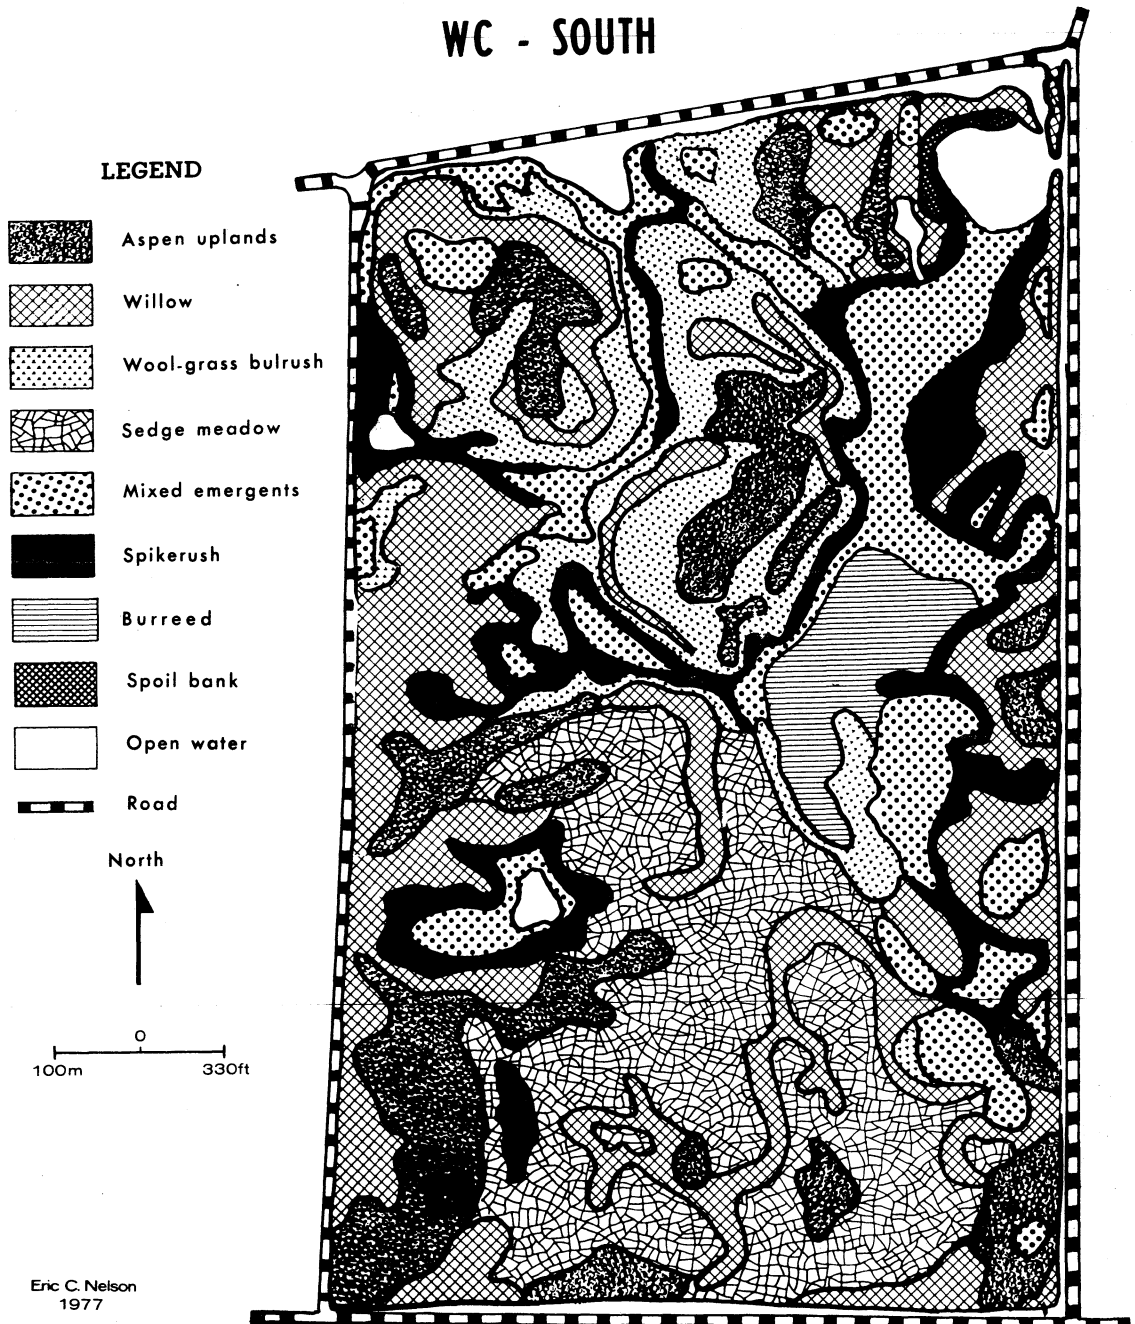 WC - SOUTH
LEGEND
Aspen uplands
Willow
Wool-grass bulrush
Sedge meadow
Mixed emergents
Spikerush
Burreed
Spoil bank
Open water
Road
North
0
100m 330ft
Eric C. Nelson
1977